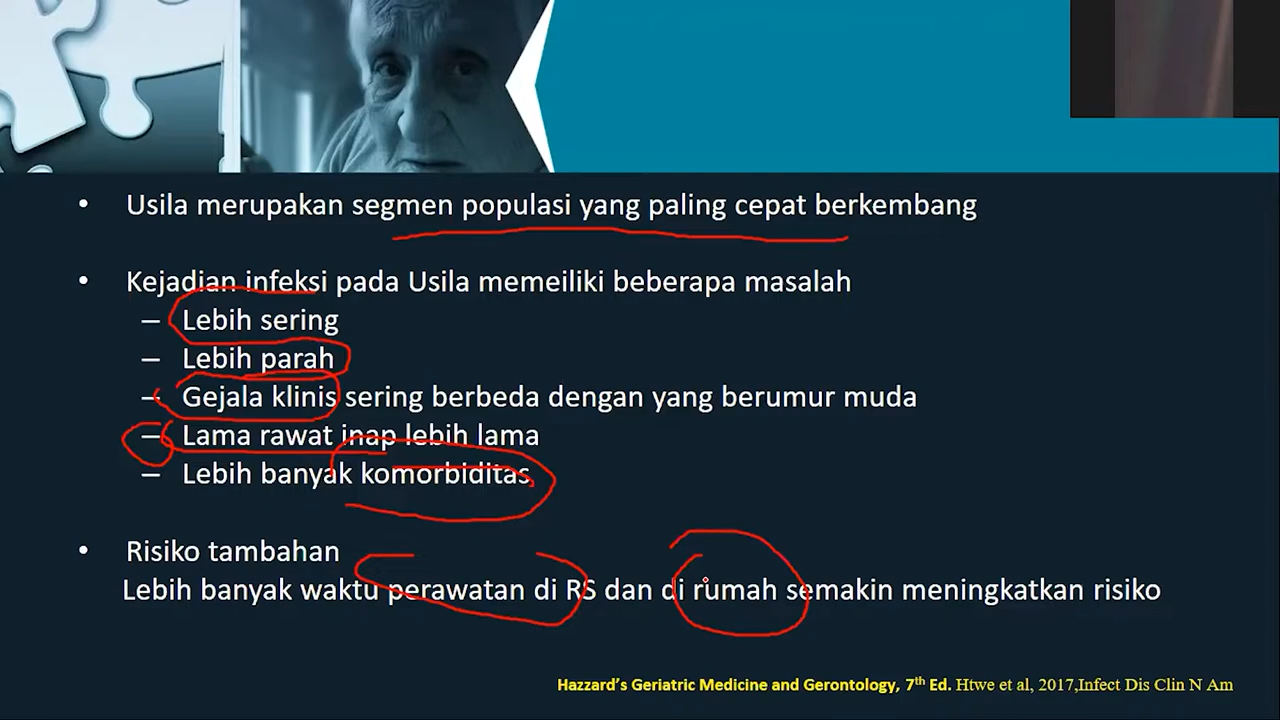 • Usila merupakan segmen populasi yang paling cepat berkembang
• Kejadian infeksi pada Usila memeiliki beberapa masalah
– Lebih sering
– Lebih parah
– Gejala klinis sering berbeda dengan yang berumur muda
– Lama rawat inap lebih lama
– Lebih banyak komorbiditas
• Risiko tambahan
Lebih banyak waktu perawatan di RS dan di rumah semakin meningkatkan risiko
Hazzard's Geriatric Medicine and Gerontology, 7th Ed. Htwe et al, 2017,Infect Dis Clin N Am